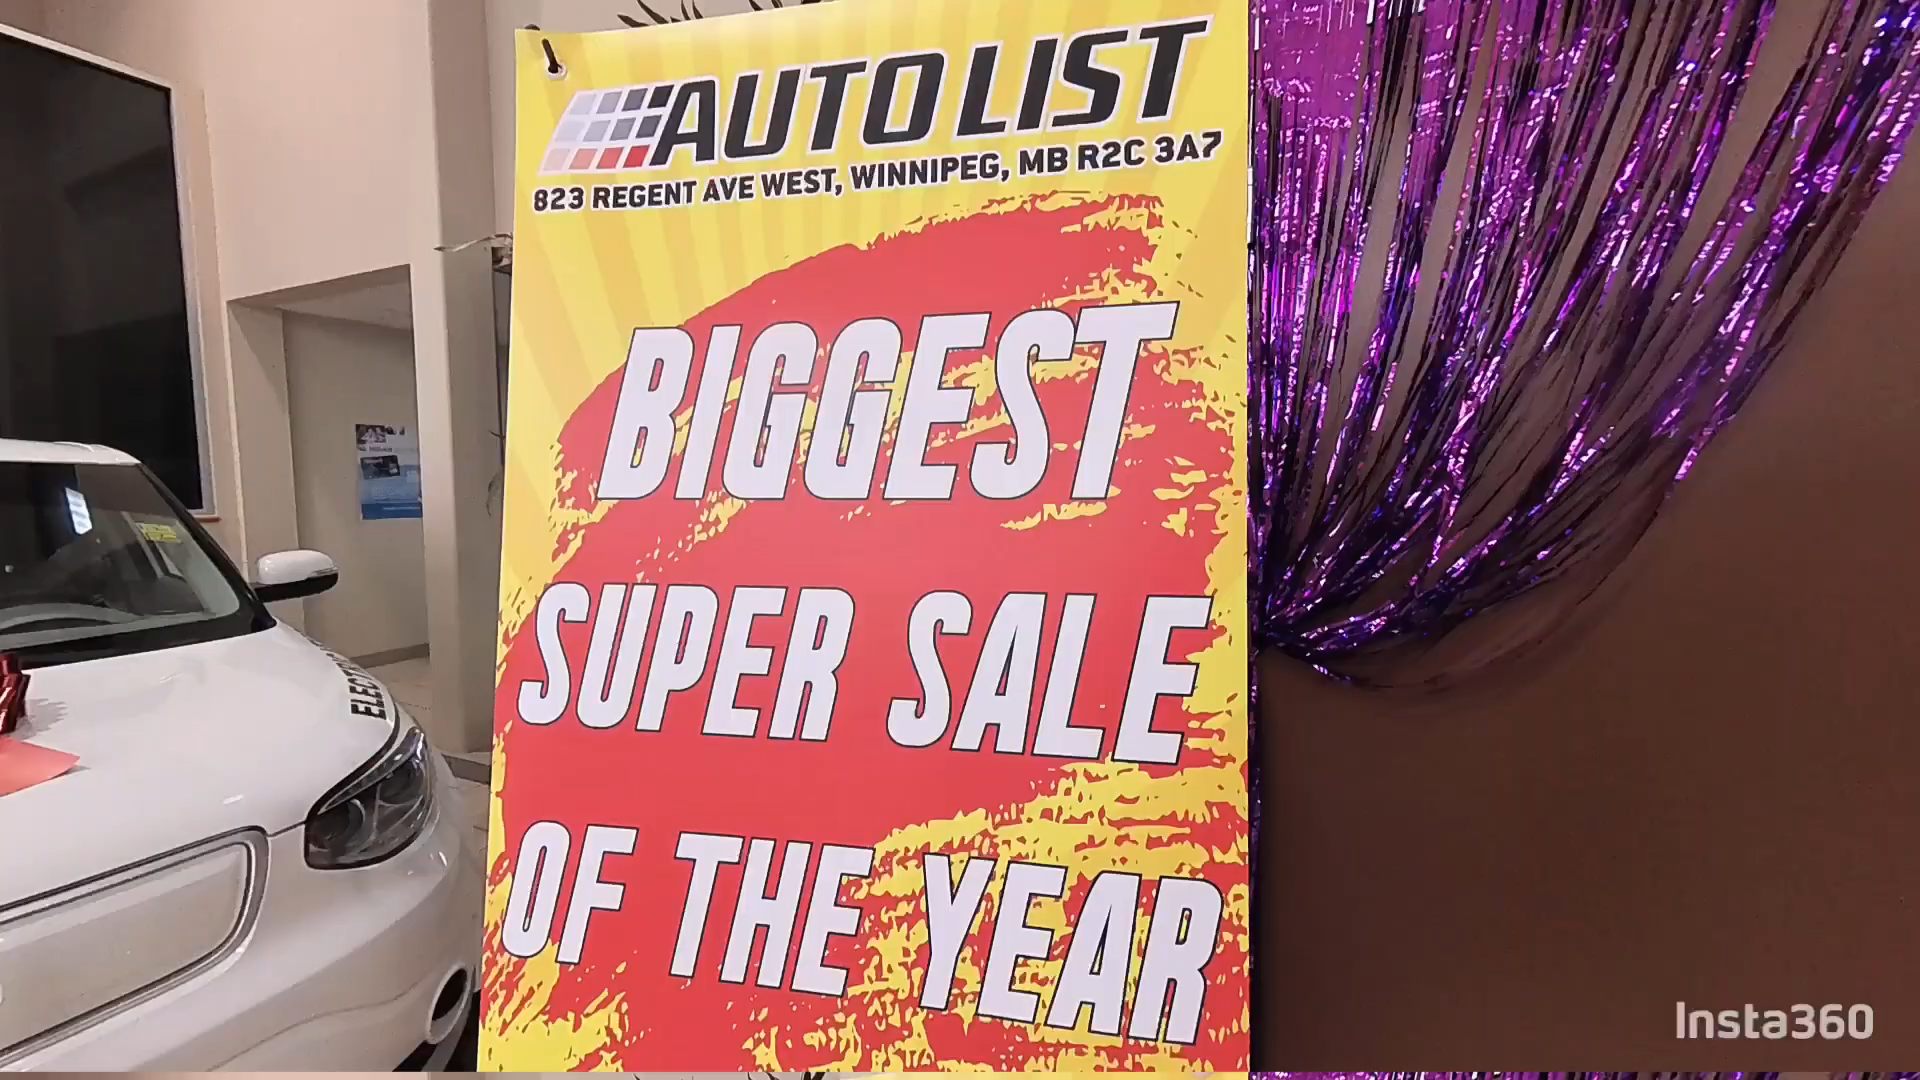 AUTO LIST
823 REGENT AVE WEST, WINNIPEG, MB R2C 3A7
BIGGEST
SUPER SALE
OF THE YEAR
Insta360